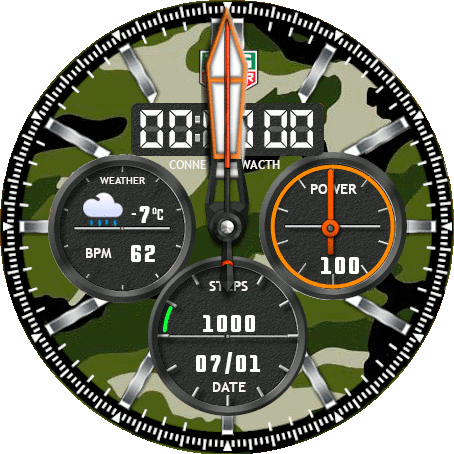 00: 00
CONNE WACTH
WEATHER
-7°C
BPM 62
POWER
100
STEPS
1000
07/01
DATE